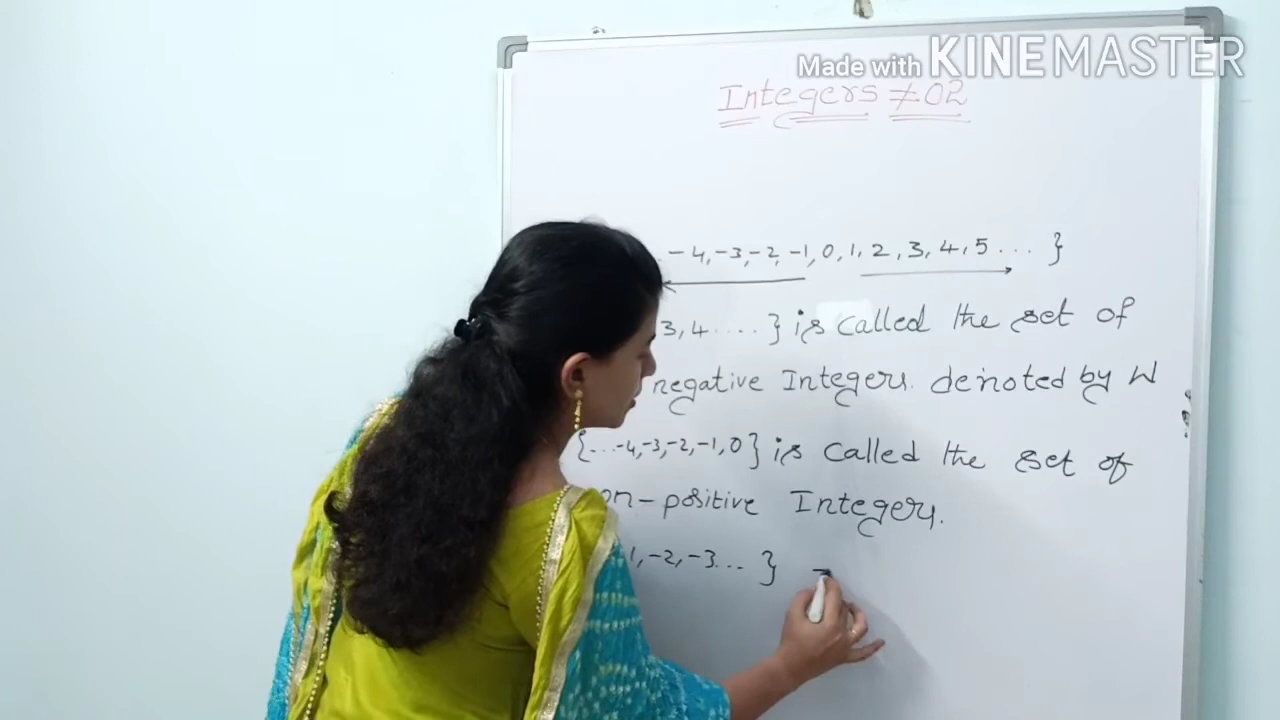 Made with KINEMASTER
Integers ≠02
-4, -3, -2, -1, 0, 1, 2, 3, 4, 5 ... }
3, 4 .... } is called the set of
negative Integers. denoted by W
{...-4, -3, -2, -1, 0 } is called the set of
on-positive Integers.
1, -2, -3... }